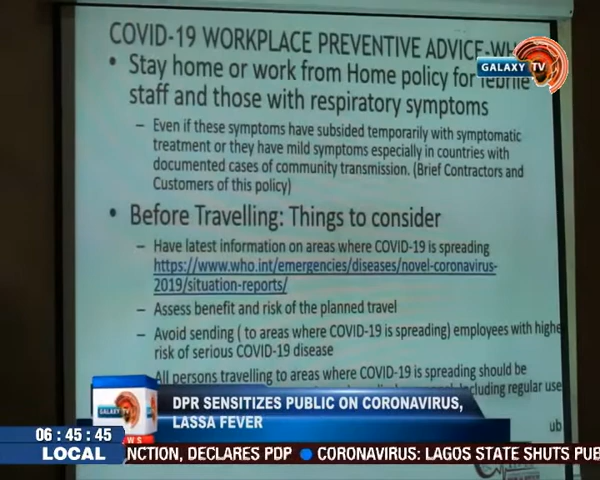 COVID-19 WORKPLACE PREVENTIVE ADVICE-WH
GALAXY TV
• Stay home or work from Home policy for febrile
staff and those with respiratory symptoms
– Even if these symptoms have subsided temporarily with symptomatic
treatment or they have mild symptoms especially in countries with
documented cases of community transmission. (Brief Contractors and
Customers of this policy)
• Before Travelling: Things to consider
– Have latest information on areas where COVID-19 is spreading
https://www.who.int/emergencies/diseases/novel-coronavirus-
2019/situation-reports/
– Assess benefit and risk of the planned travel
– Avoid sending ( to areas where COVID-19 is spreading) employees with highe
risk of serious COVID-19 disease
All persons travelling to areas where COVID-19 is spreading should be
including regular use
ub
GALAXY TV
WS
DPR SENSITIZES PUBLIC ON CORONAVIRUS,
LASSA FEVER
06:45:45
LOCAL
NCTION, DECLARES PDP ● CORONAVIRUS: LAGOS STATE SHUTS PUB